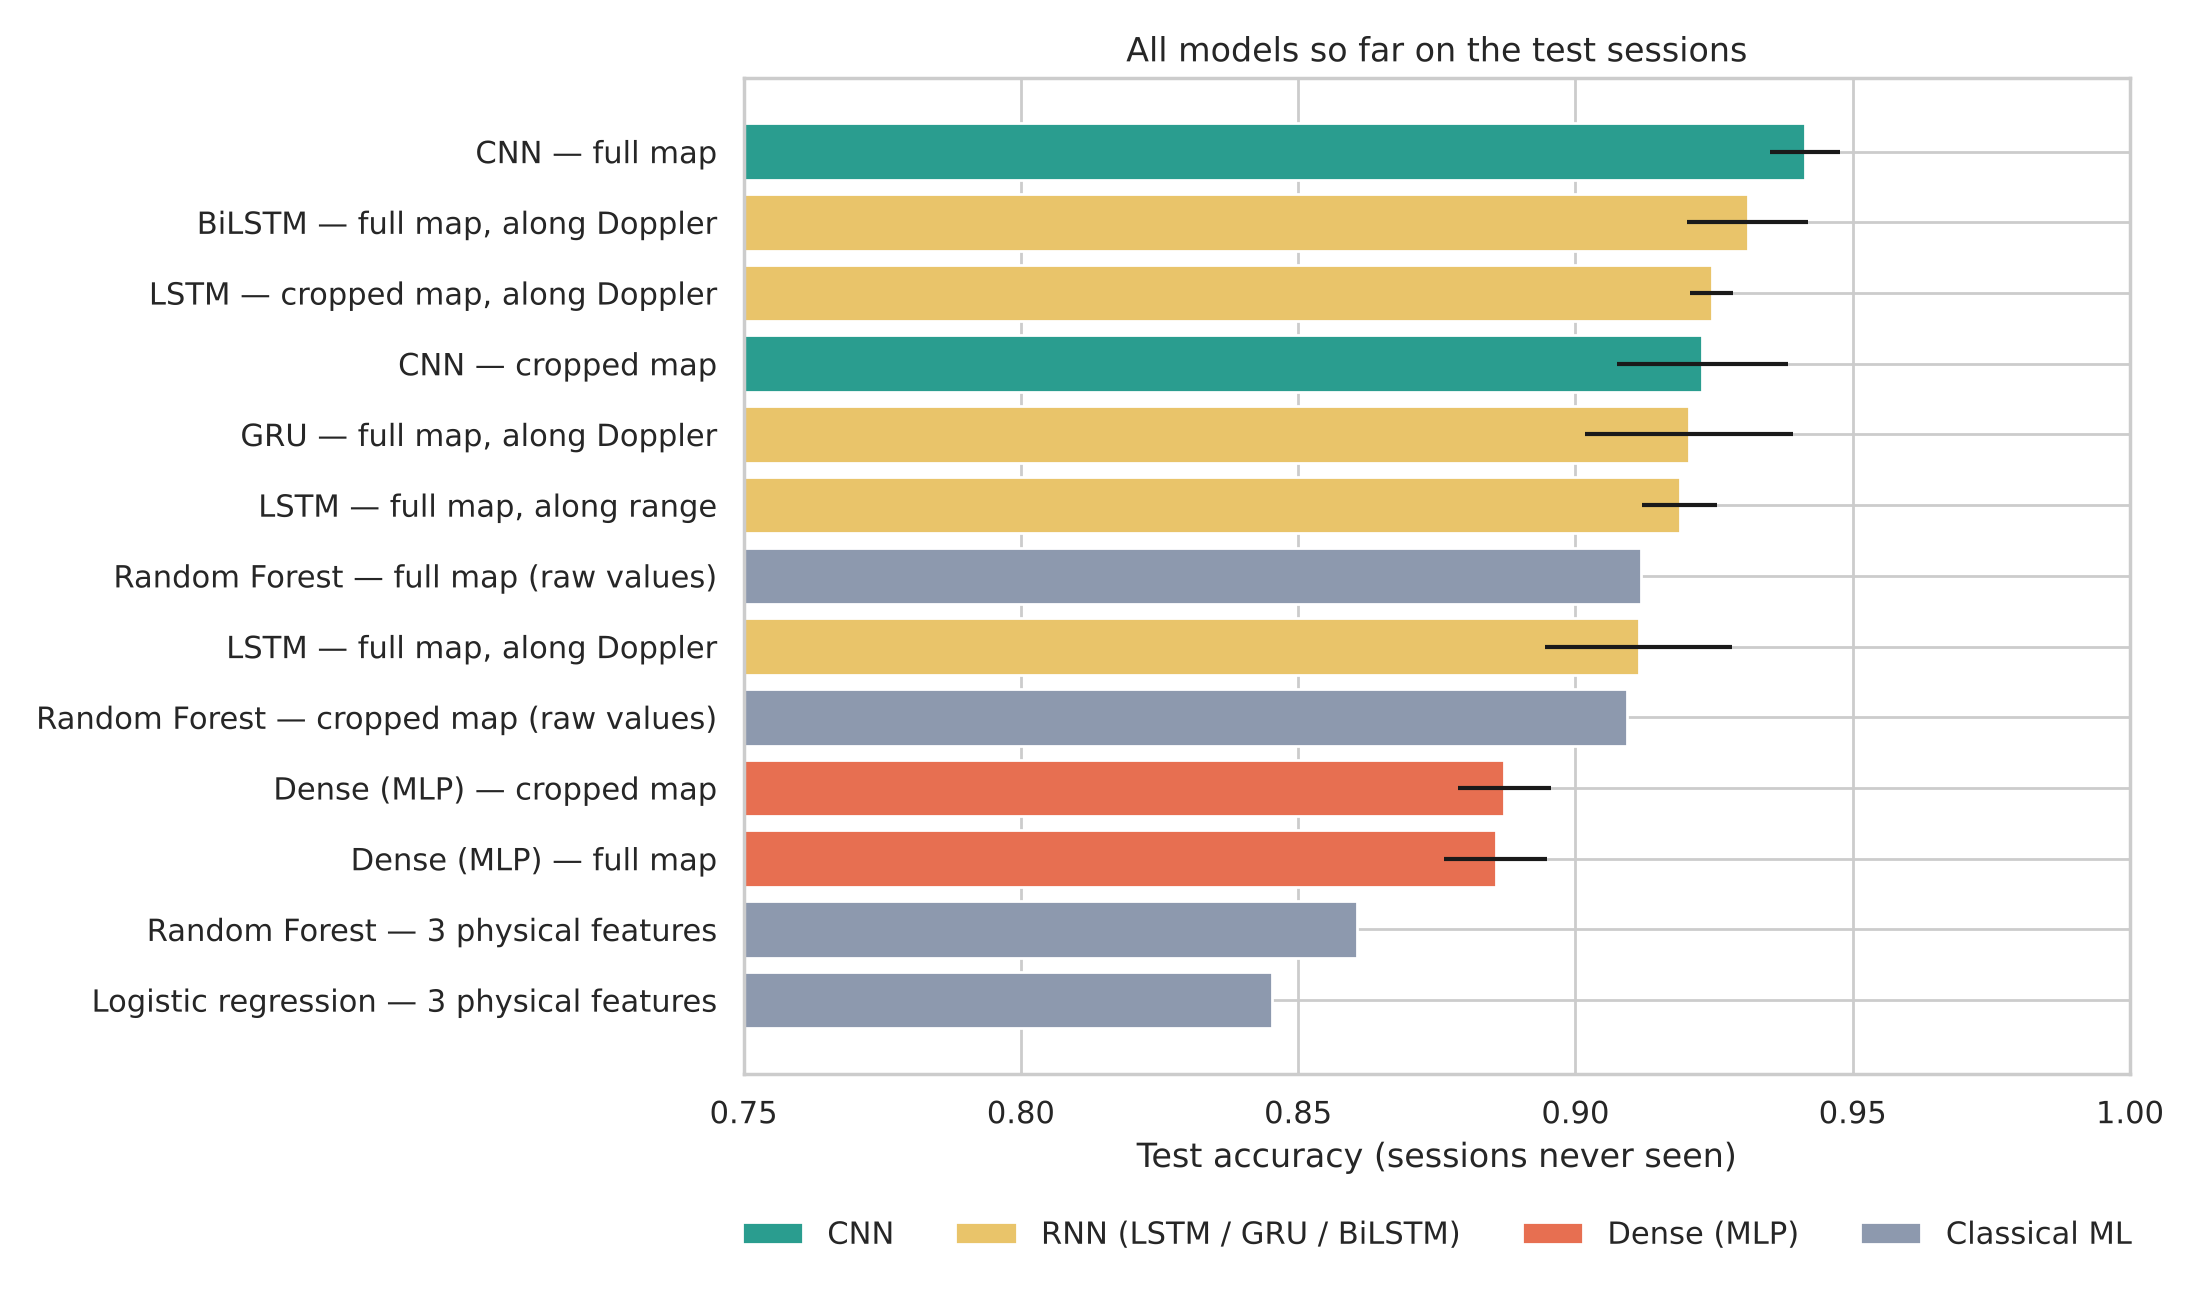 All models so far on the test sessions
CNN — full map
BiLSTM — full map, along Doppler
LSTM — cropped map, along Doppler
CNN — cropped map
GRU — full map, along Doppler
LSTM — full map, along range
Random Forest — full map (raw values)
LSTM — full map, along Doppler
Random Forest — cropped map (raw values)
Dense (MLP) — cropped map
Dense (MLP) — full map
Random Forest — 3 physical features
Logistic regression — 3 physical features
0.75 0.80 0.85 0.90 0.95 1.00
Test accuracy (sessions never seen)
CNN RNN (LSTM / GRU / BiLSTM) Dense (MLP) Classical ML